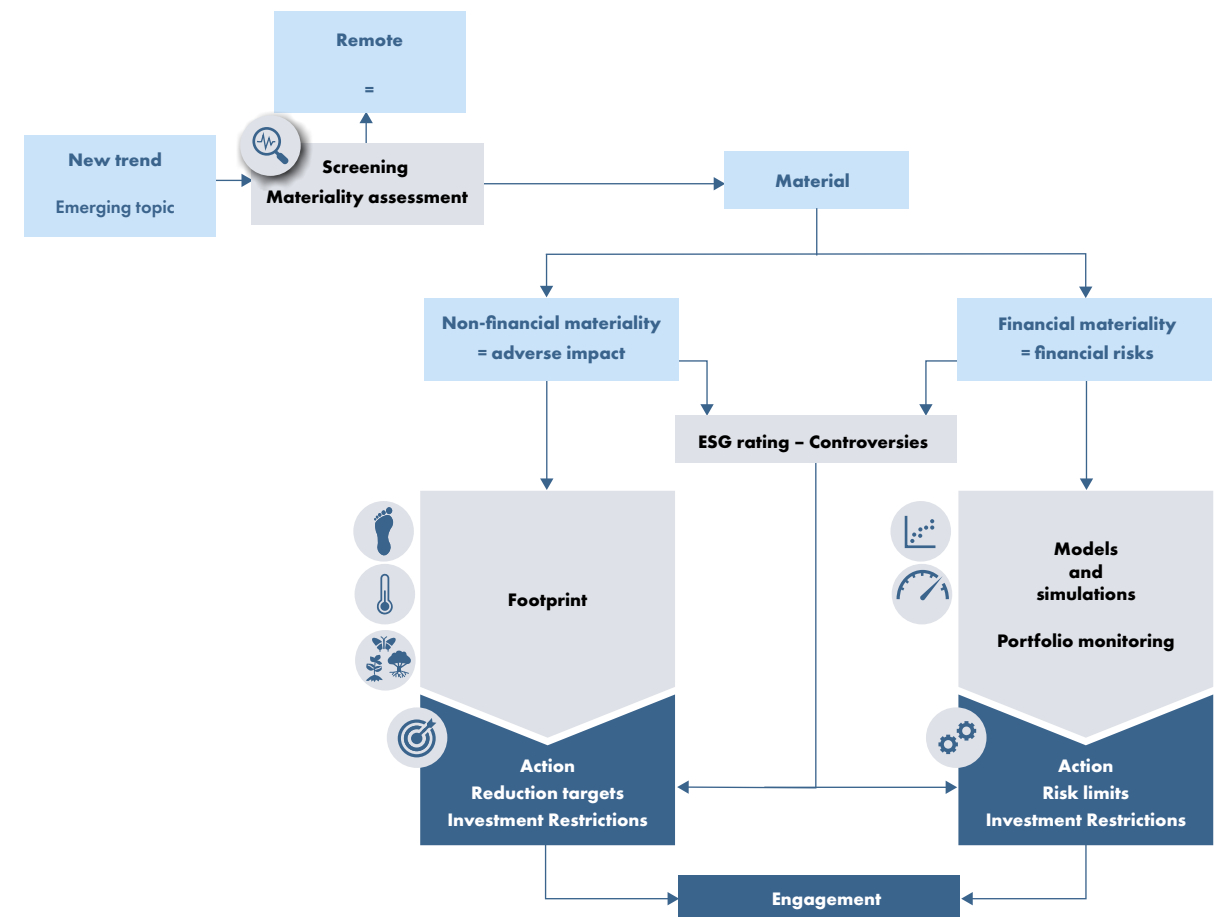 Remote
=
New trend
Emerging topic
Screening
Materiality assessment
Material
Non-financial materiality
= adverse impact
Financial materiality
= financial risks
ESG rating – Controversies
Footprint
Models
and
simulations
Portfolio monitoring
Action
Reduction targets
Investment Restrictions
Action
Risk limits
Investment Restrictions
Engagement